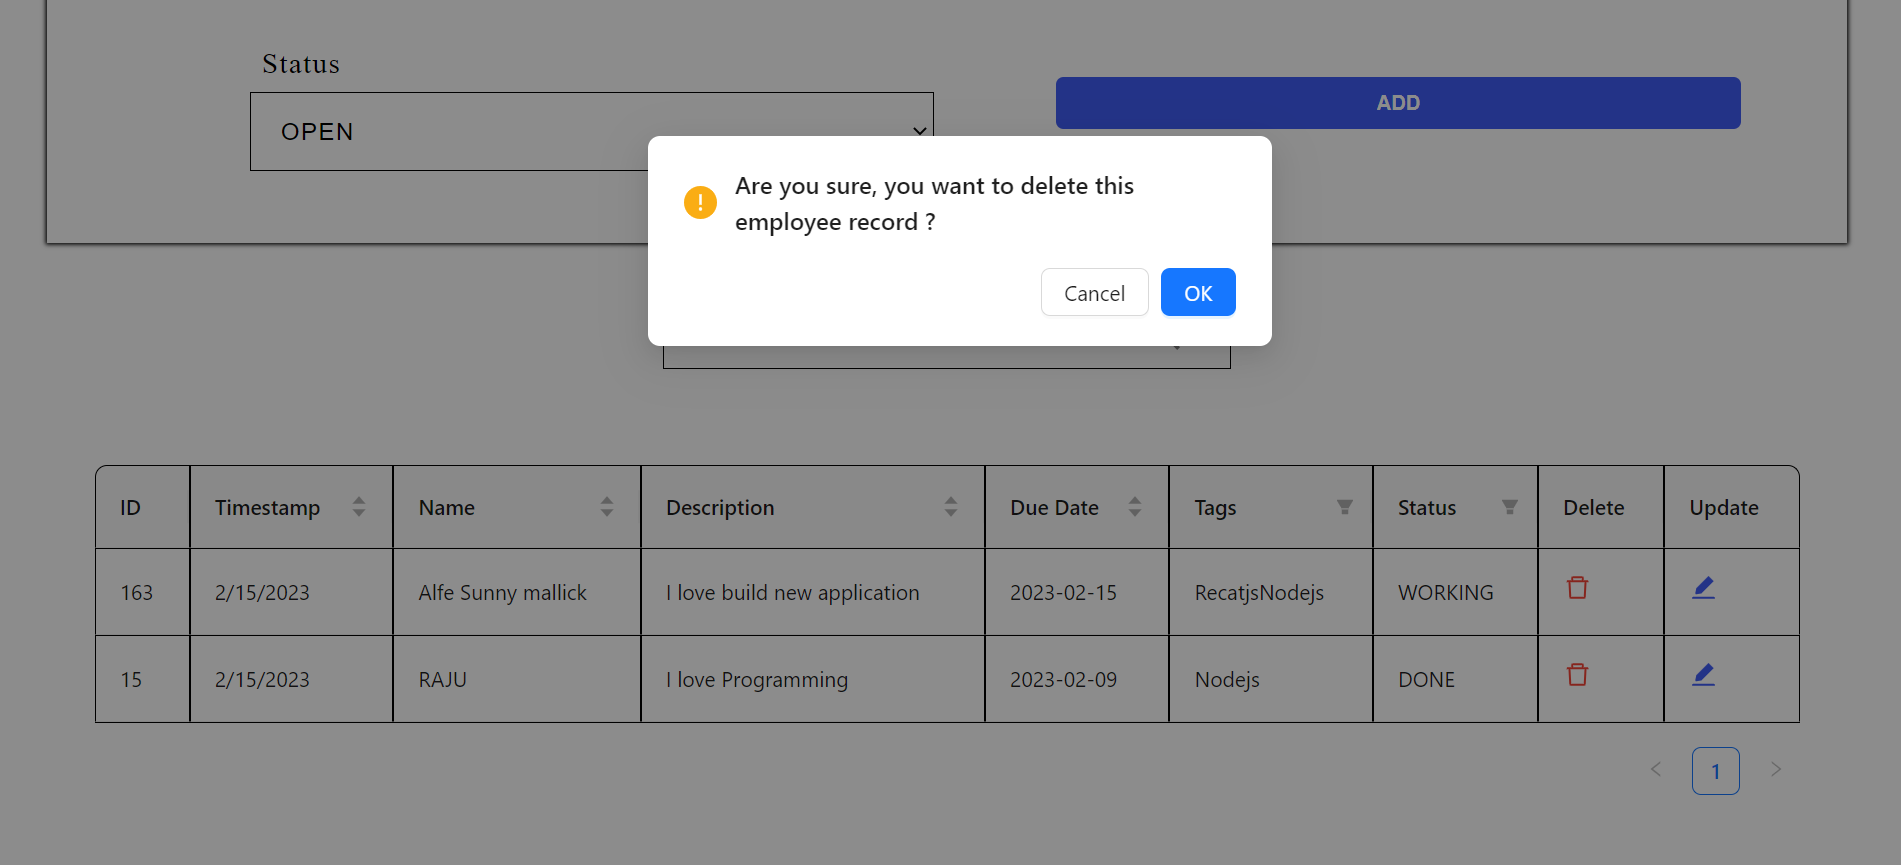 Status
OPEN
ADD
Are you sure, you want to delete this
employee record ?
Cancel OK
ID Timestamp Name Description Due Date Tags Status Delete Update
163 2/15/2023 Alfe Sunny mallick I love build new application 2023-02-15 RecatjsNodejs WORKING
15 2/15/2023 RAJU I love Programming 2023-02-09 Nodejs DONE
1